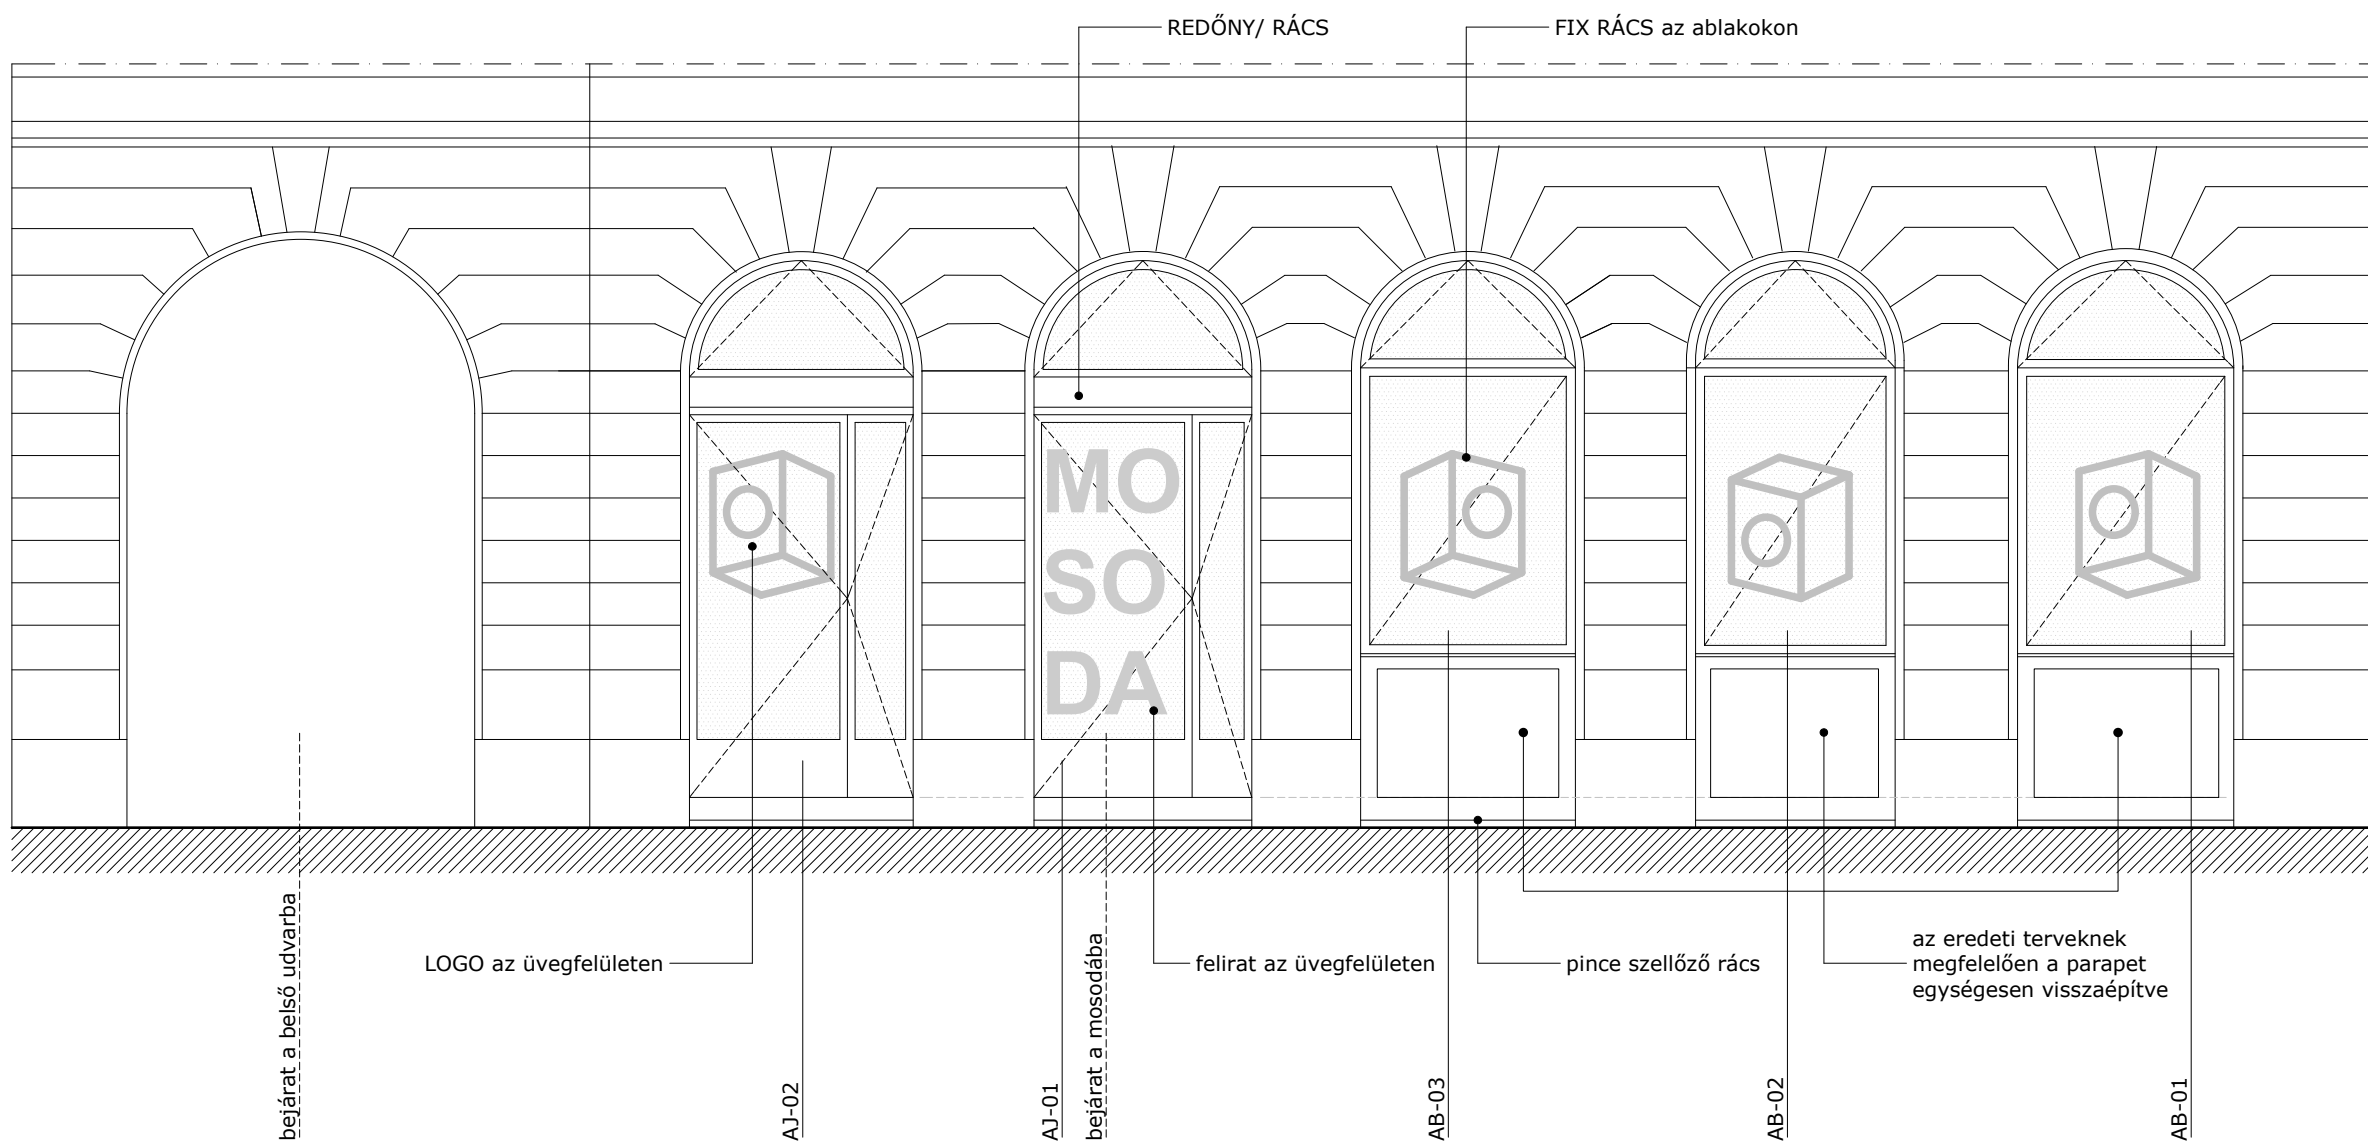 REDŐNY/ RÁCS
FIX RÁCS az ablakokon
MO
SO
DA
bejárat a belső udvarba
LOGO az üvegfelületen
AJ-02
AJ-01
bejárat a mosodába
felirat az üvegfelületen
AB-03
pince szellőző rács
AB-02
az eredeti terveknek
megfelelően a parapet
egységesen visszaépítve
AB-01